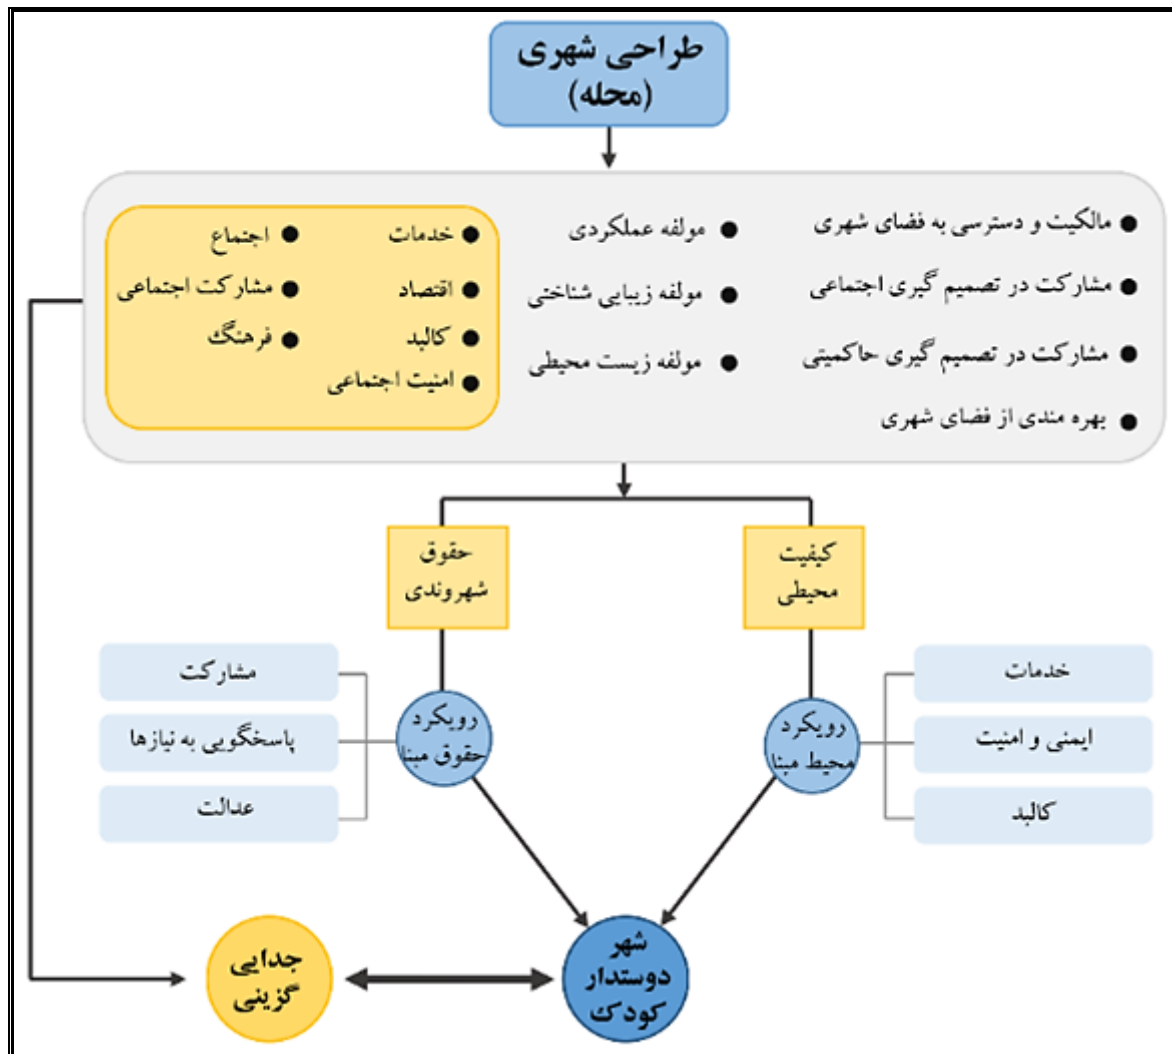 طراحی شهری
(محله)
مالکیت و دسترسی به فضای شهری
مشارکت در تصمیم گیری اجتماعی
مشارکت در تصمیم گیری حاکمیتی
بهره مندی از فضای شهری
مولفه عملکردی
مولفه زیبایی شناختی
مولفه زیست محیطی
خدمات
اقتصاد
کالبد
امنیت اجتماعی
اجتماع
مشارکت اجتماعی
فرهنگ
کیفیت
محیطی
حقوق
شهروندی
خدمات
ایمنی و امنیت
کالبد
رویکرد
محیط مبنا
رویکرد
حقوق مبنا
مشارکت
پاسخگویی به نیازها
عدالت
شهر
دوستدار
کودک
جدایی
گزینی